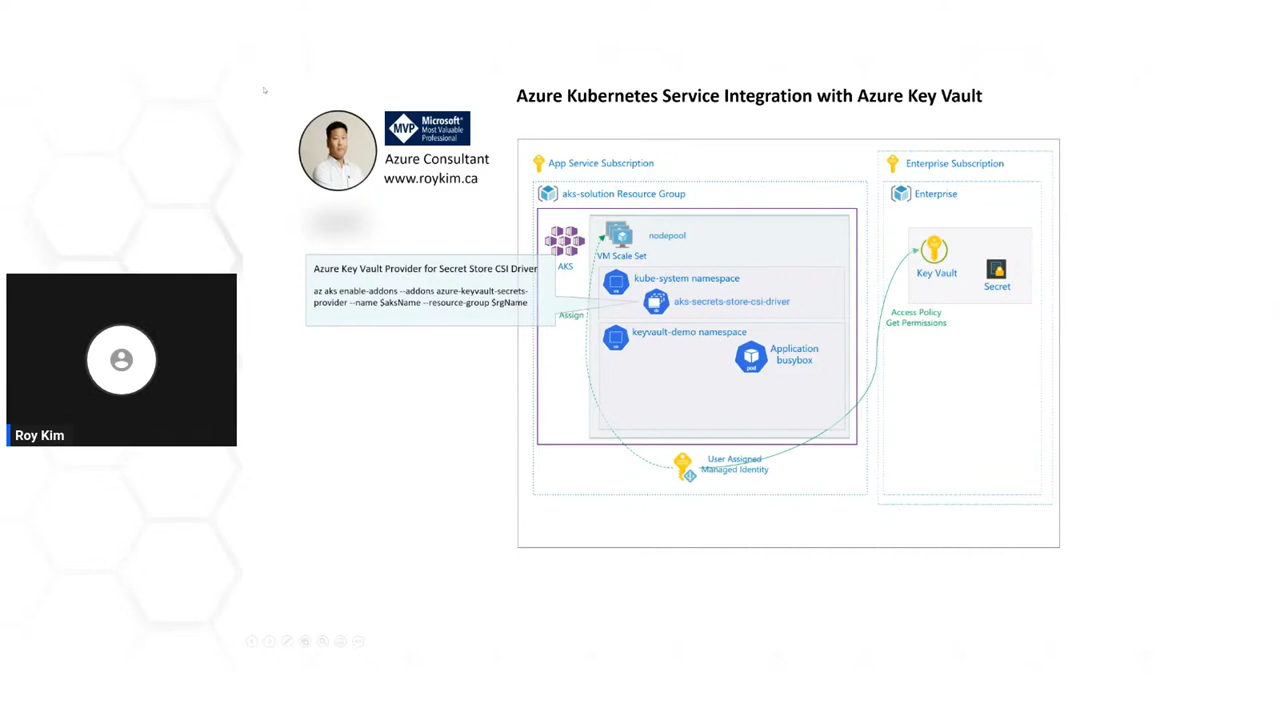 Azure Kubernetes Service Integration with Azure Key Vault
MVP
Microsoft®
Most Valuable
Professional
Azure Consultant
www.roykim.ca
App Service Subscription
aks-solution Resource Group
AKS
nodepool
VM Scale Set
kube-system namespace
aks-secrets-store-csi-driver
keyvault-demo namespace
Application
busybox
pod
Assign
User Assigned
Managed Identity
Azure Key Vault Provider for Secret Store CSI Driver
az aks enable-addons --addons azure-keyvault-secrets-
provider --name $aksName --resource-group $rgName
Enterprise Subscription
Enterprise
Key Vault
Secret
Access Policy
Get Permissions
Roy Kim